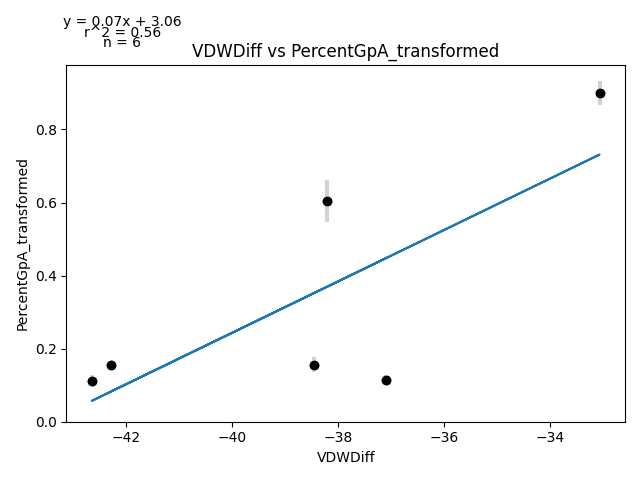 y = 0.07x + 3.06
r^2 = 0.56
n = 6
VDWDiff vs PercentGpA_transformed
PercentGpA_transformed
0.8
0.6
0.4
0.2
0.0
−42
−40
−38
−36
−34
VDWDiff